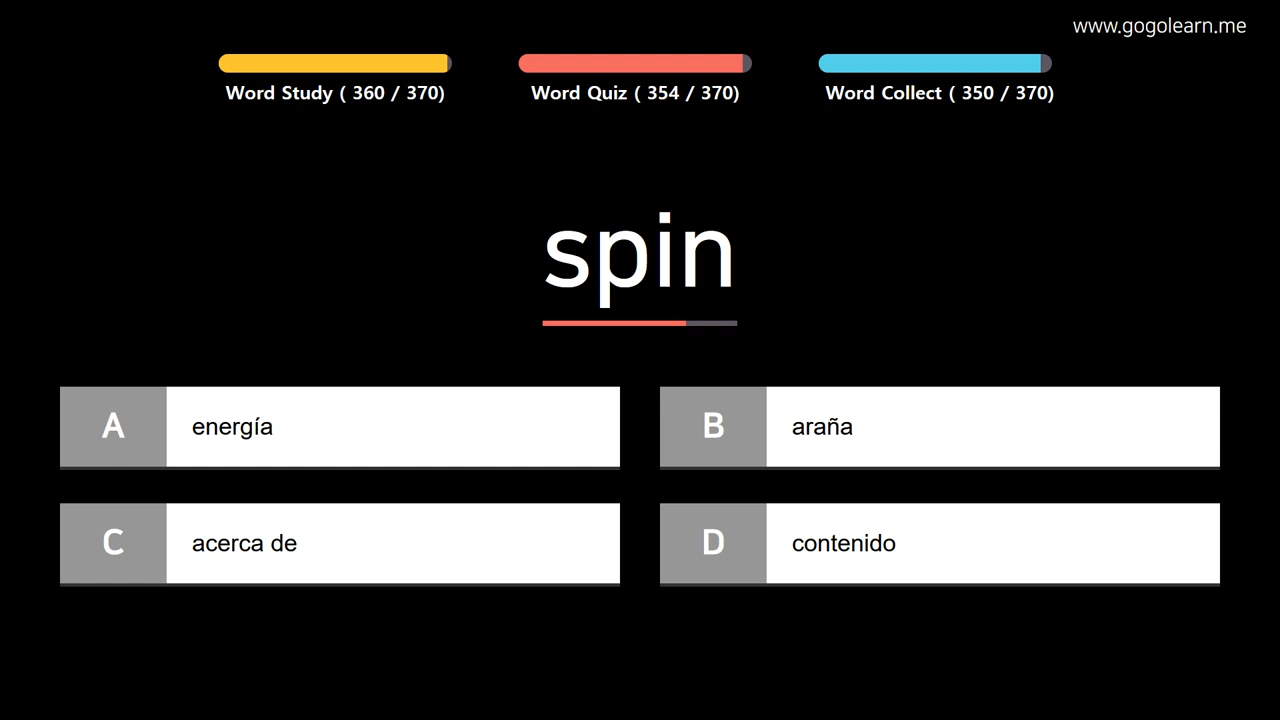 www.gogolearn.me
Word Study ( 360 / 370)
Word Quiz ( 354 / 370)
Word Collect ( 350 / 370)
spin
A energía
B araña
C acerca de
D contenido